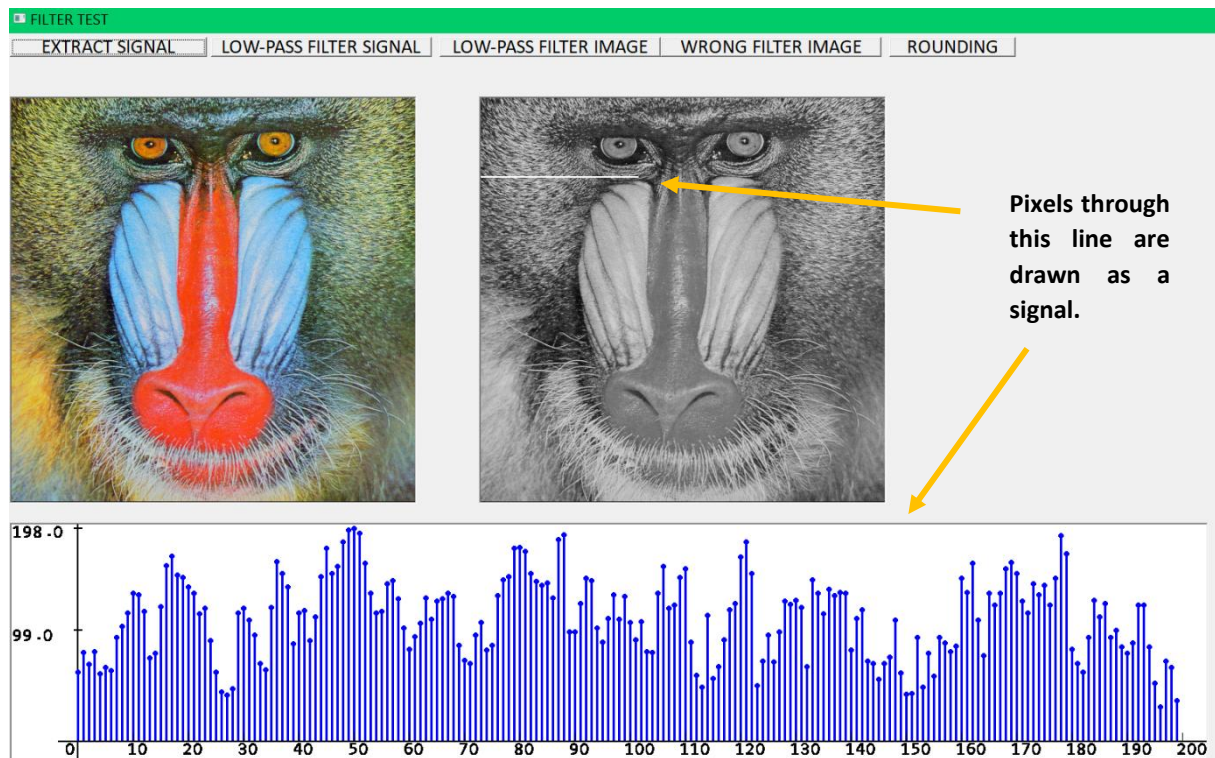 FILTER TEST
EXTRACT SIGNAL LOW-PASS FILTER SIGNAL LOW-PASS FILTER IMAGE WRONG FILTER IMAGE ROUNDING
Pixels through
this line are
drawn as a
signal.
198.0
99.0
0 10 20 30 40 50 60 70 80 90 100 110 120 130 140 150 160 170 180 190 200